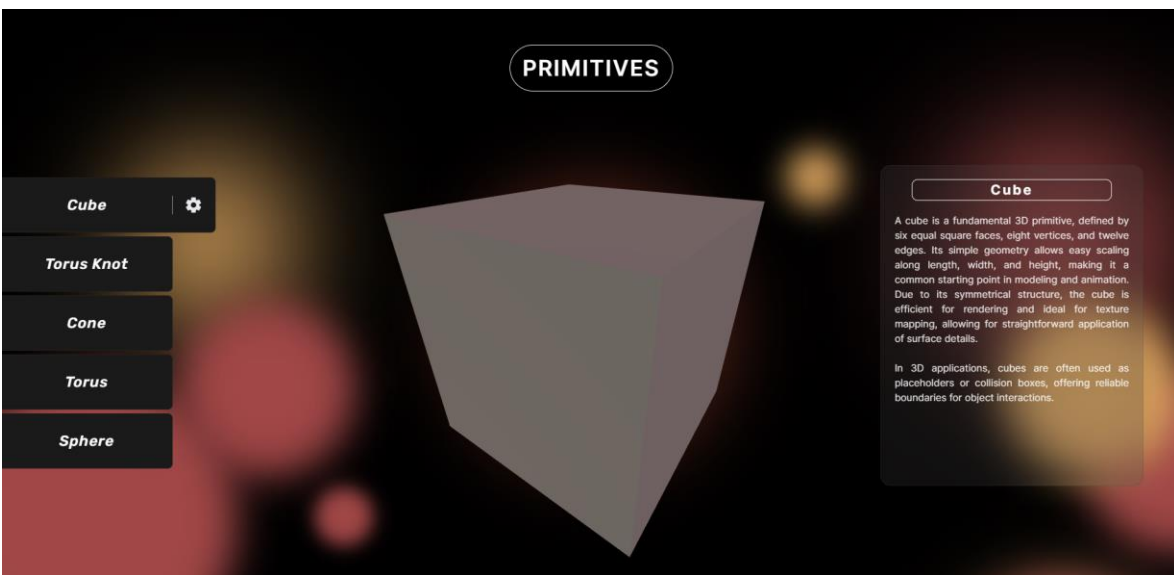 PRIMITIVES
Cube
Torus Knot
Cone
Torus
Sphere
Cube
A cube is a fundamental 3D primitive, defined by
six equal square faces, eight vertices, and twelve
edges. Its simple geometry allows easy scaling
along length, width, and height, making it a
common starting point in modeling and animation.
Due to its symmetrical structure, the cube is
efficient for rendering and ideal for texture
mapping, allowing for straightforward application
of surface details.
In 3D applications, cubes are often used as
placeholders or collision boxes, offering reliable
boundaries for object interactions.